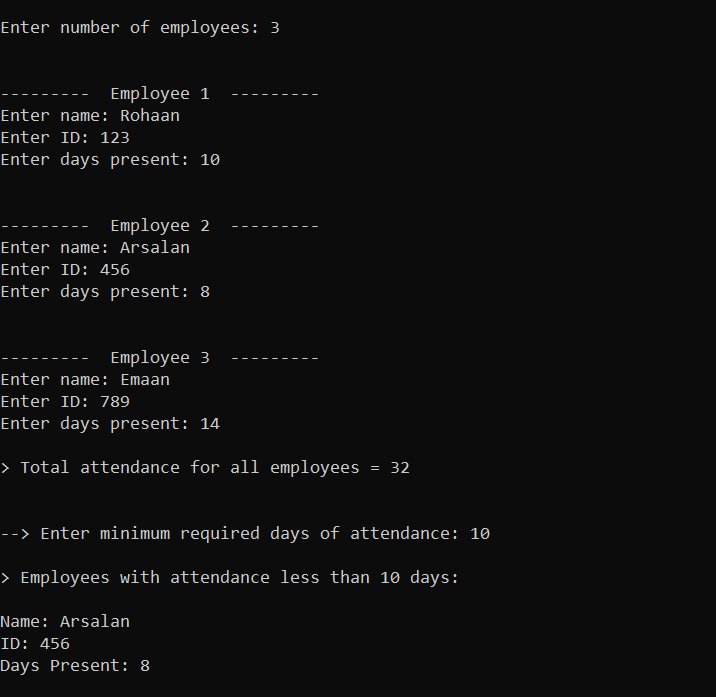 Enter number of employees: 3
---------  Employee 1  ---------
Enter name: Rohaan
Enter ID: 123
Enter days present: 10
---------  Employee 2  ---------
Enter name: Arsalan
Enter ID: 456
Enter days present: 8
---------  Employee 3  ---------
Enter name: Emaan
Enter ID: 789
Enter days present: 14
> Total attendance for all employees = 32
--> Enter minimum required days of attendance: 10
> Employees with attendance less than 10 days:
Name: Arsalan
ID: 456
Days Present: 8